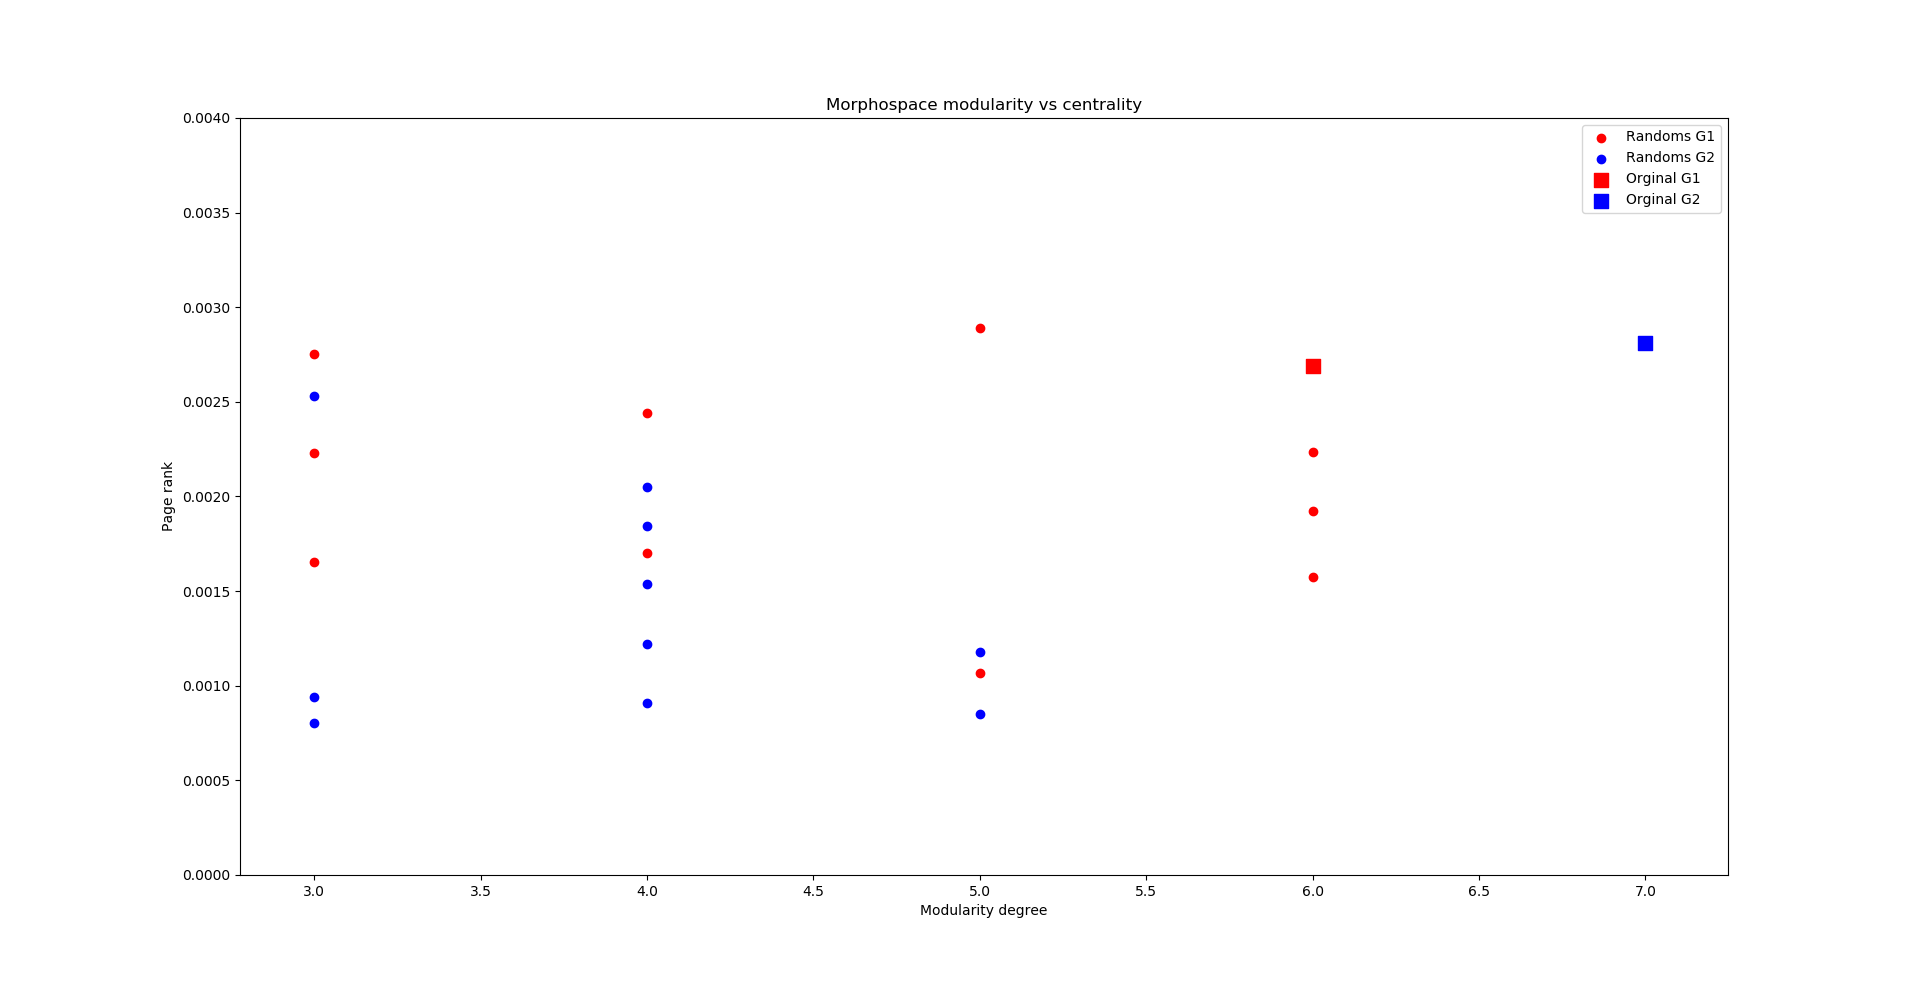 Morphospace modularity vs centrality
0.0040
0.0035
0.0030
0.0025
0.0020
0.0015
0.0010
0.0005
0.0000
Page rank
Randoms G1
Randoms G2
Orginal G1
Orginal G2
3.0 3.5 4.0 4.5 5.0 5.5 6.0 6.5 7.0
Modularity degree